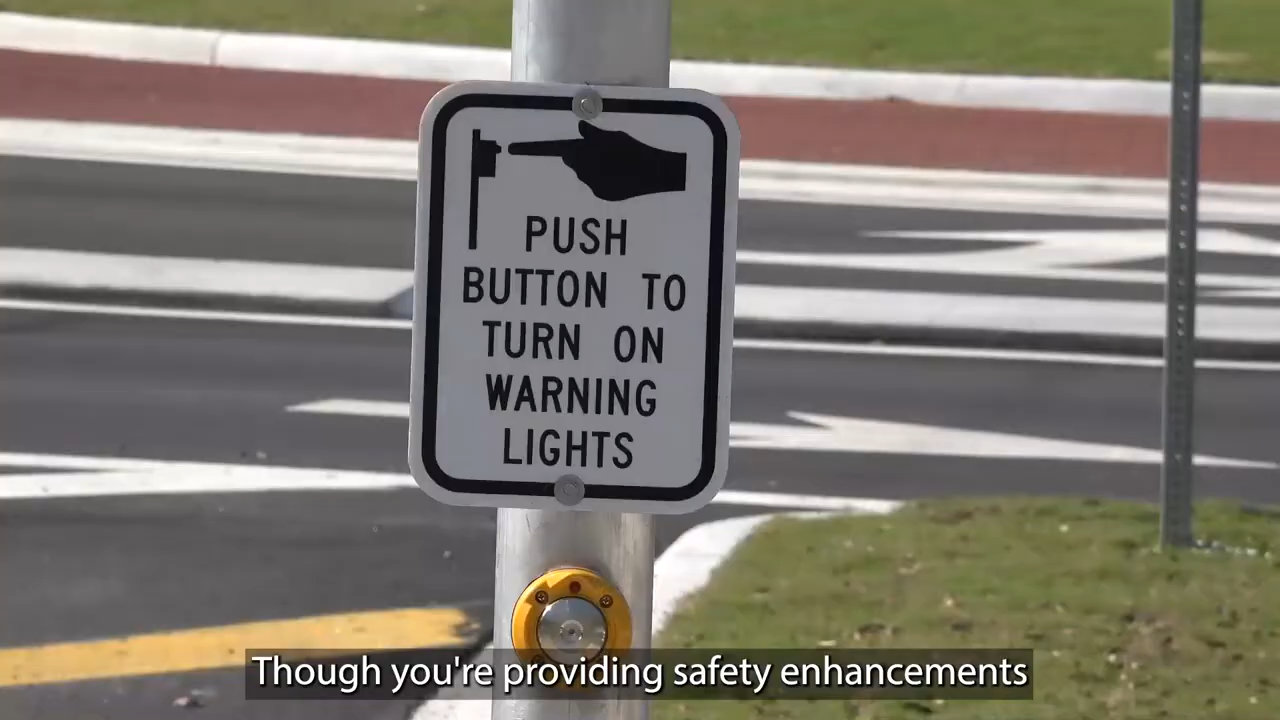 PUSH
BUTTON TO
TURN ON
WARNING
LIGHTS
Though you're providing safety enhancements